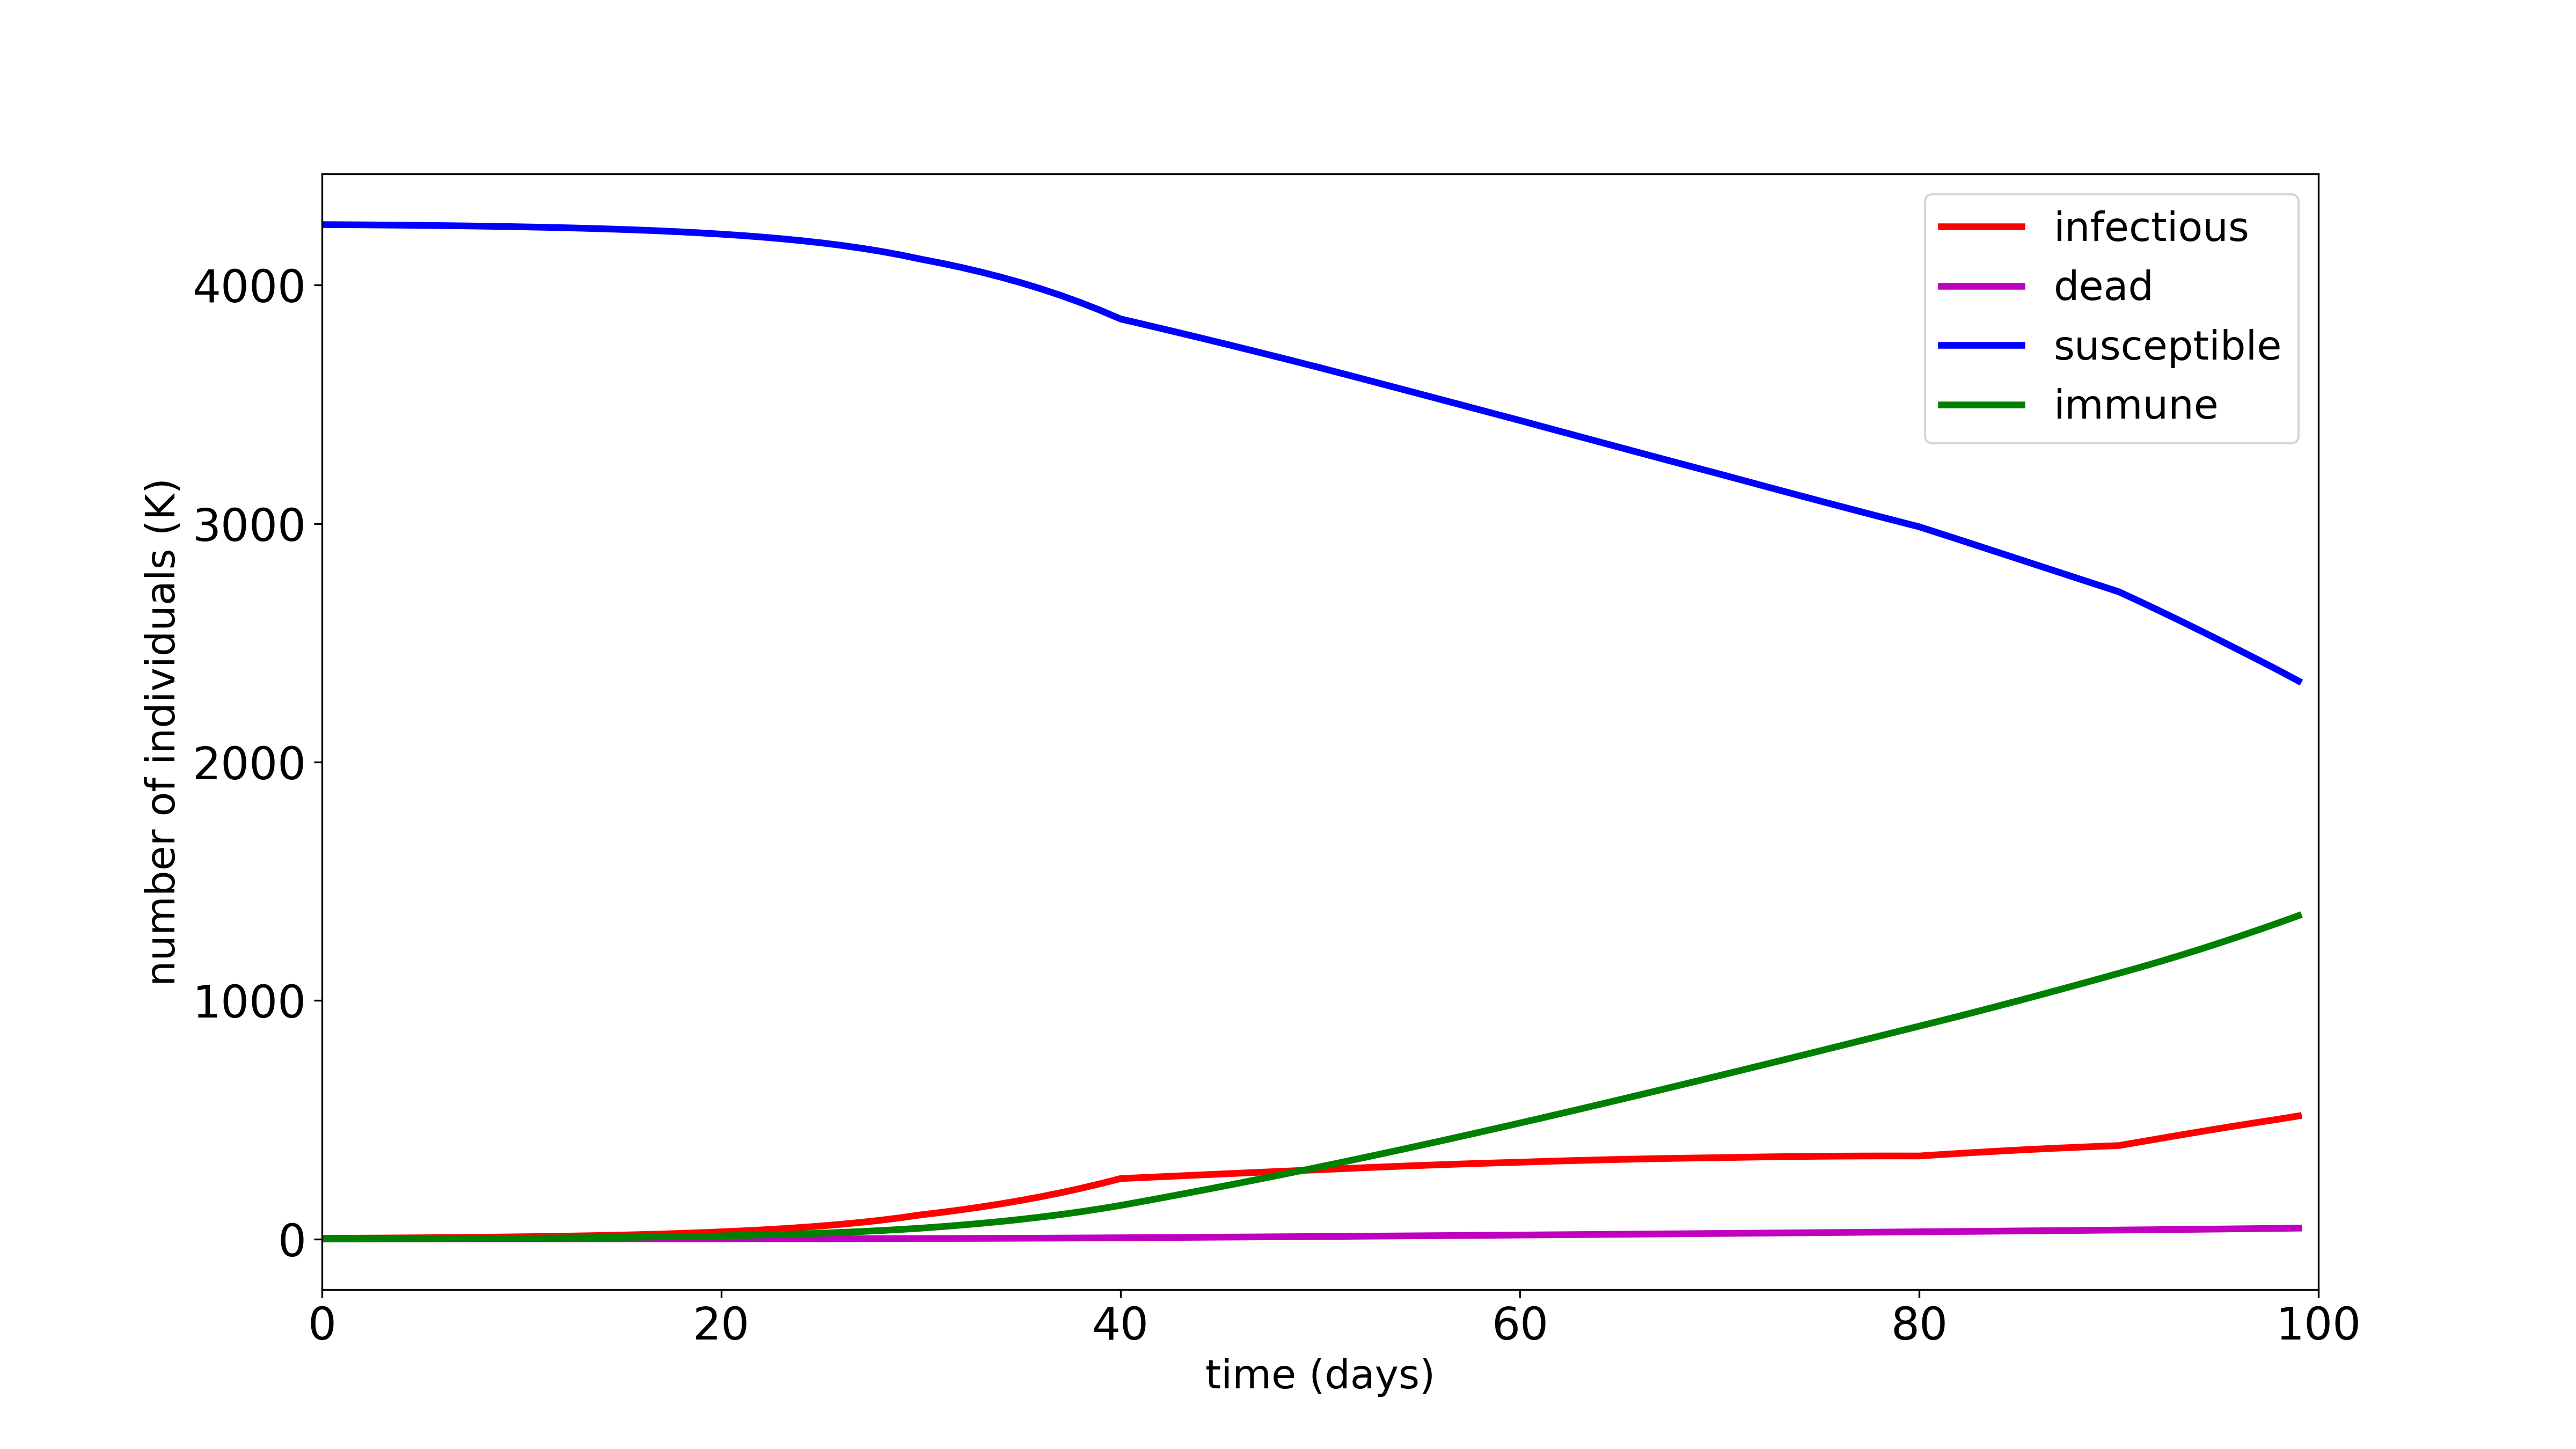 infectious
dead
susceptible
immune
4000
3000
2000
1000
0
number of individuals (K)
0 20 40 60 80 100
time (days)